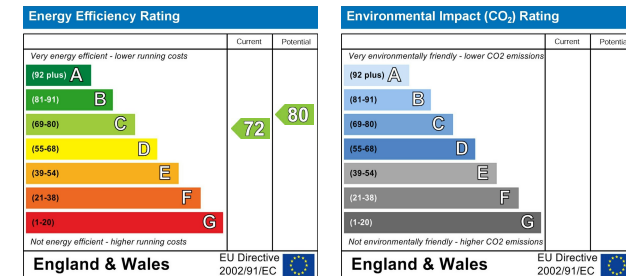 Energy Efficiency Rating
Current Potential
Very energy efficient - lower running costs
(92 plus) A
(81-91) B
(69-80) C
(55-68) D
(39-54) E
(21-38) F
(1-20) G
72
80
Not energy efficient - higher running costs
England & Wales
EU Directive
2002/91/EC
Environmental Impact (CO2) Rating
Current Potential
Very environmentally friendly - lower CO2 emissions
(92 plus) A
(81-91) B
(69-80) C
(55-68) D
(39-54) E
(21-38) F
(1-20) G
Not environmentally friendly - higher CO2 emissions
England & Wales
EU Directive
2002/91/EC